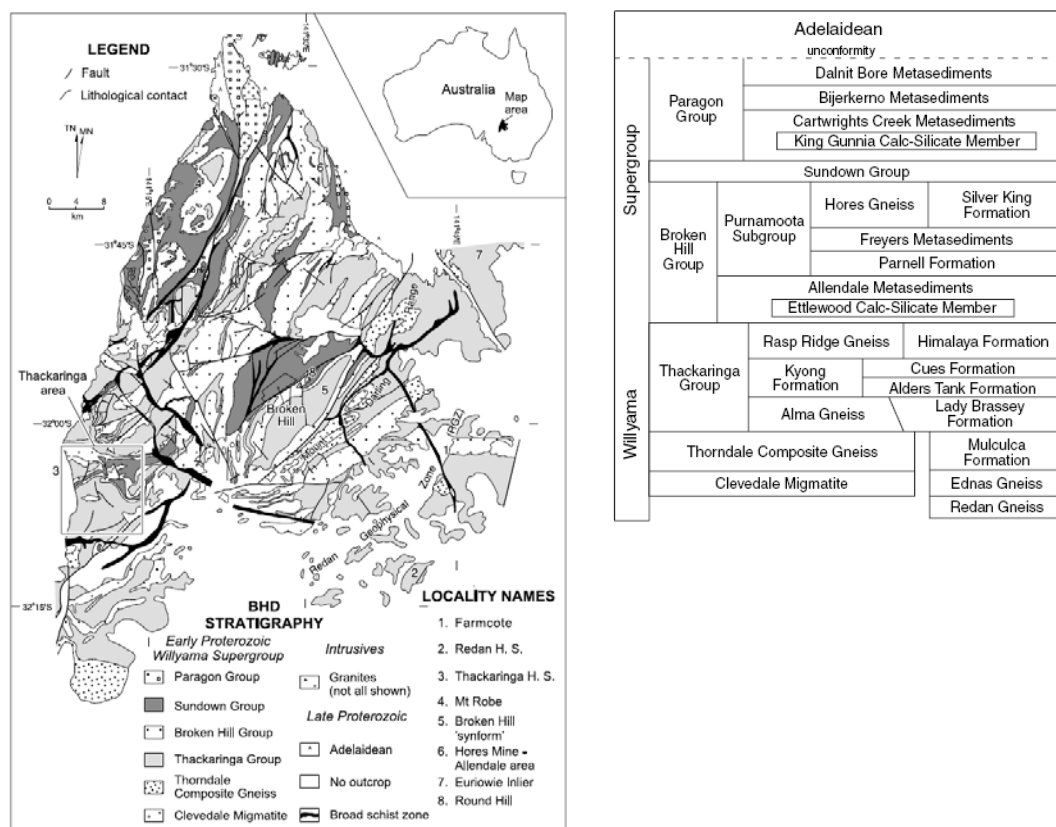 LEGEND
Fault
Lithological contact
TN
MN
0 4 8
km
31°30'S
31°45'S
32°00'S
32°15'S
Australia
Map
area
Thackaringa
area
3
4
6
7
8
5
2
Broken
Hill
Mount
Redan
Geophysical
Zone
(RGZ)
BHD
STRATIGRAPHY
Early Proterozoic
Willyama Supergroup
Paragon Group
Sundown Group
Broken Hill Group
Thackaringa Group
Thorndale
Composite Gneiss
Clevedale Migmatite
Intrusives
Granites
(not all shown)
Late Proterozoic
Adelaidean
No outcrop
Broad schist zone
LOCALITY NAMES
1. Farmcote
2. Redan H. S.
3. Thackaringa H. S.
4. Mt Robe
5. Broken Hill
'synform'
6. Hores Mine -
Allendale area
7. Euriowie Inlier
8. Round Hill
Adelaidean
unconformity
Willyama Supergroup
Paragon
Group
Dalnit Bore Metasediments
Bijerkerno Metasediments
Cartwrights Creek Metasediments
King Gunnia Calc-Silicate Member
Sundown Group
Broken
Hill
Group
Purnamoota
Subgroup
Hores Gneiss
Silver King
Formation
Freyers Metasediments
Parnell Formation
Allendale Metasediments
Ettlewood Calc-Silicate Member
Thackaringa
Group
Rasp Ridge Gneiss
Himalaya Formation
Kyong
Formation
Cues Formation
Alders Tank Formation
Alma Gneiss
Lady Brassey
Formation
Thorndale Composite Gneiss
Mulculca
Formation
Clevedale Migmatite
Ednas Gneiss
Redan Gneiss